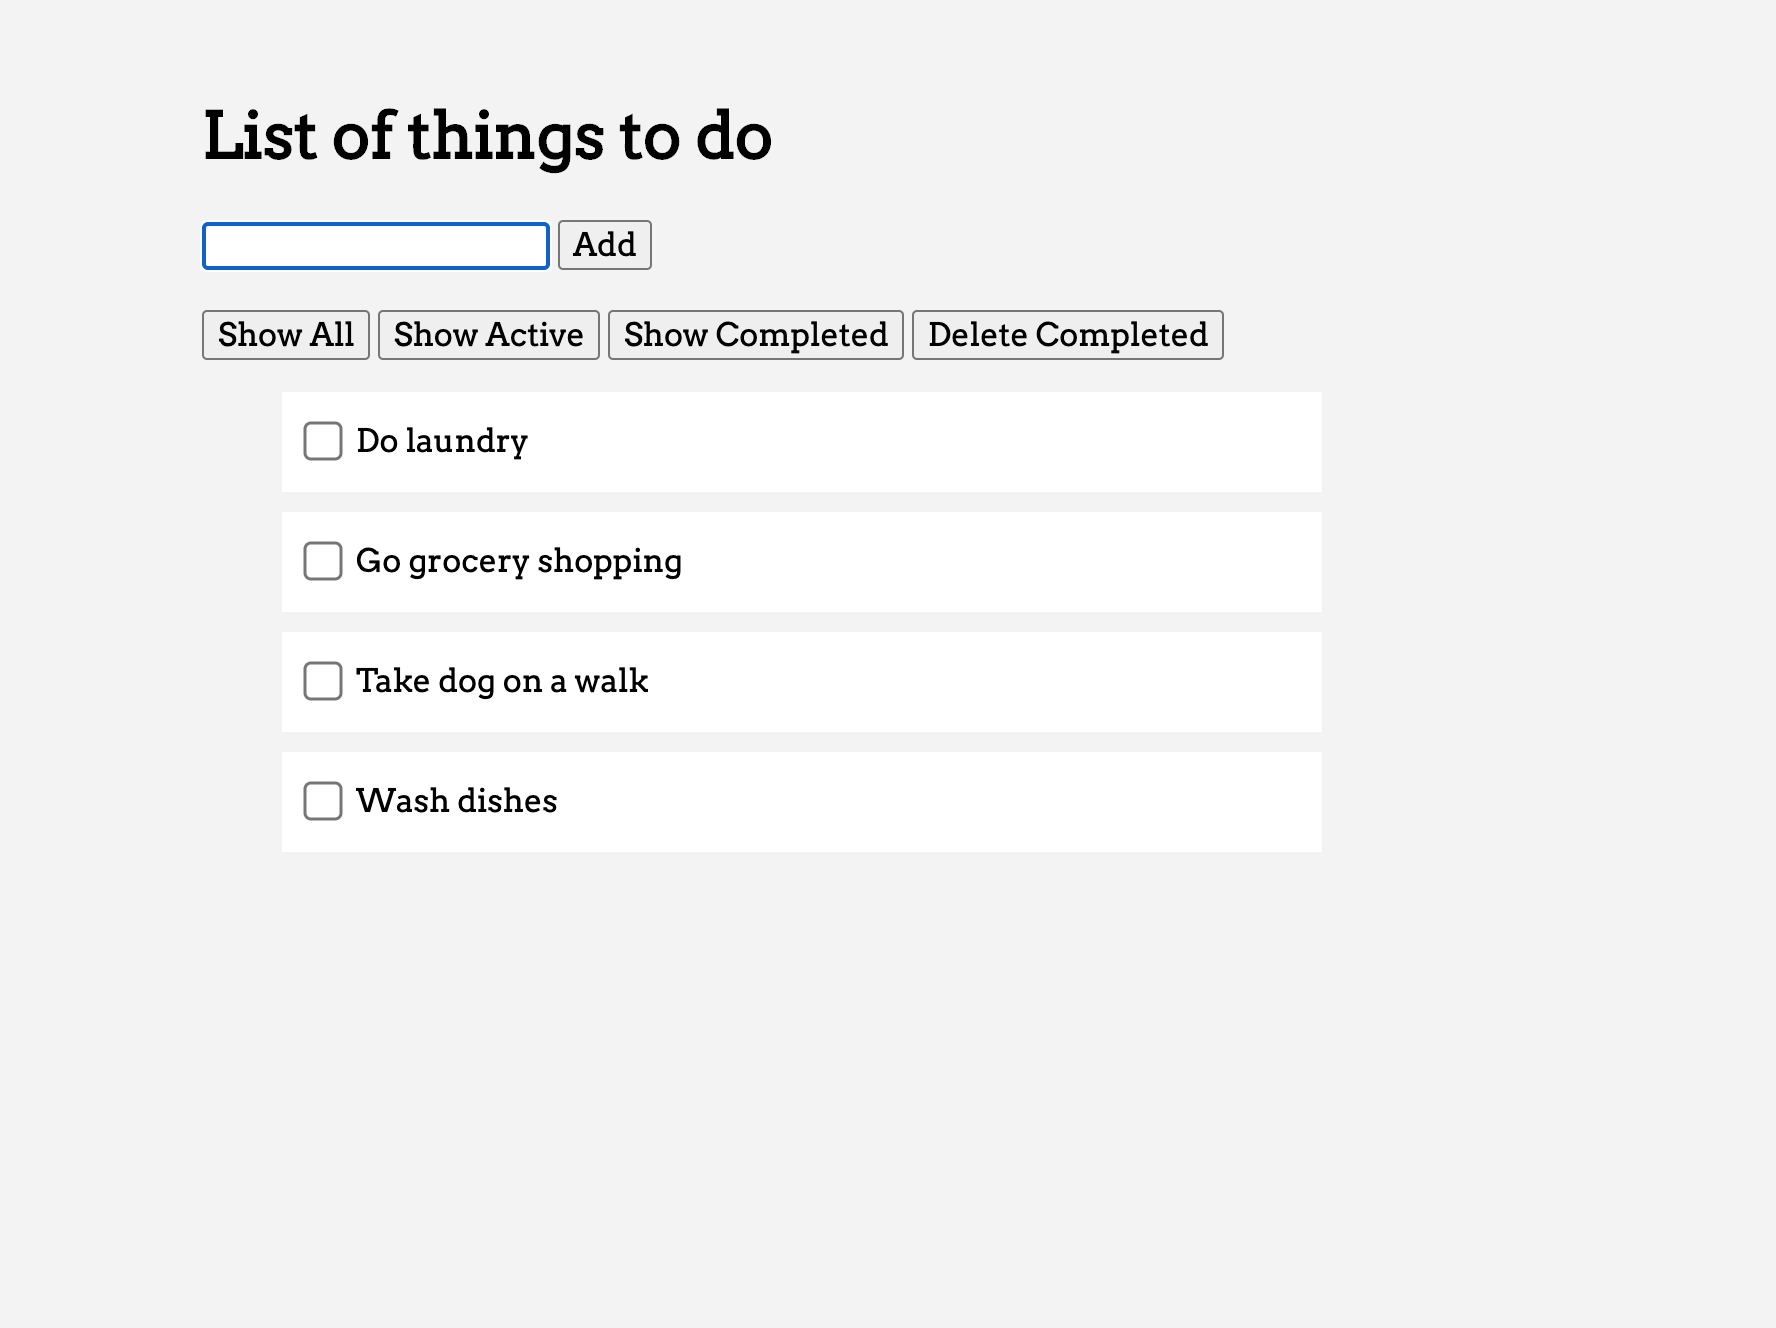 List of things to do
Add
Show All Show Active Show Completed Delete Completed
Do laundry
Go grocery shopping
Take dog on a walk
Wash dishes